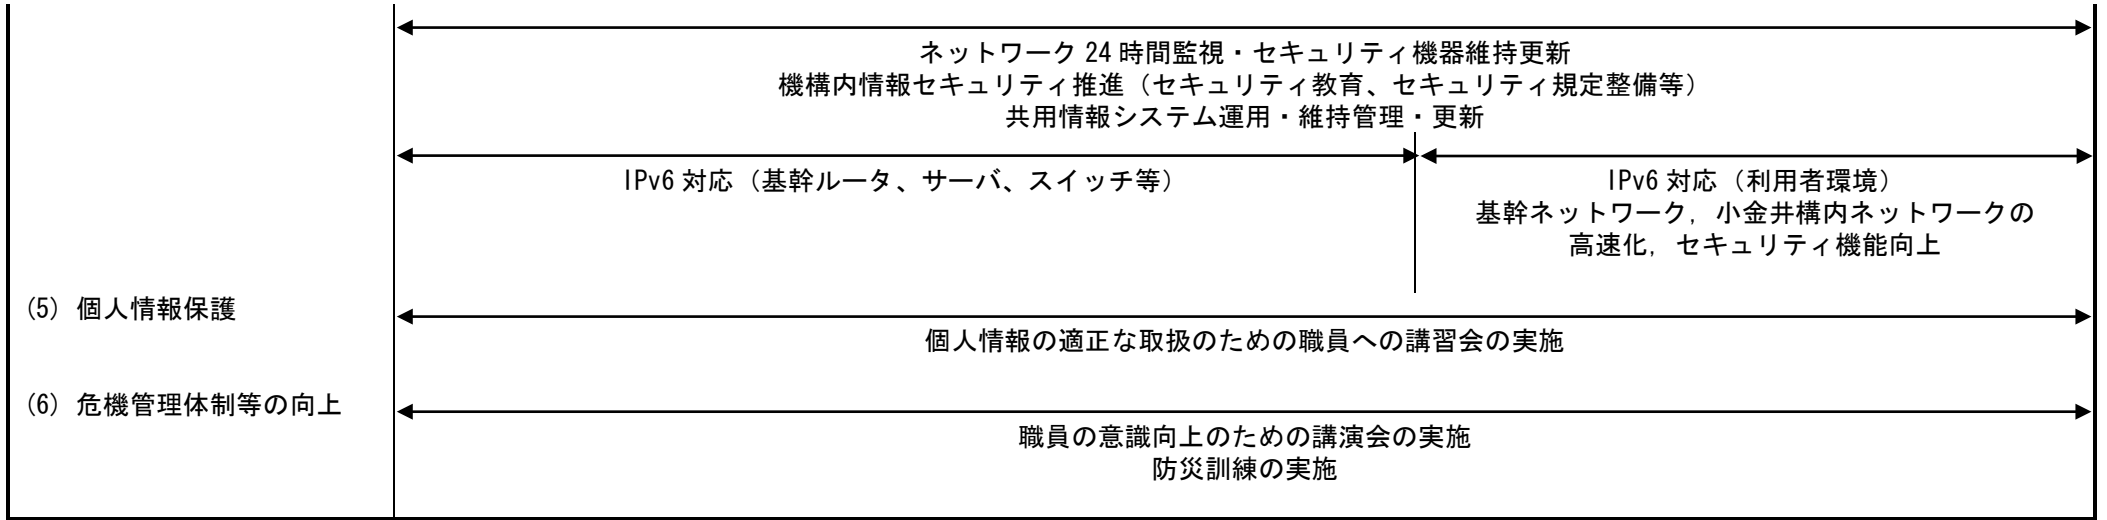 ネットワーク 24 時間監視・セキュリティ機器維持更新
機構内情報セキュリティ推進（セキュリティ教育、セキュリティ規定整備等）
共用情報システム運用・維持管理・更新
IPv6 対応（基幹ルータ、サーバ、スイッチ等）
IPv6 対応（利用者環境）
基幹ネットワーク，小金井構内ネットワークの
高速化，セキュリティ機能向上
(5) 個人情報保護
個人情報の適正な取扱のための職員への講習会の実施
(6) 危機管理体制等の向上
職員の意識向上のための講演会の実施
防災訓練の実施